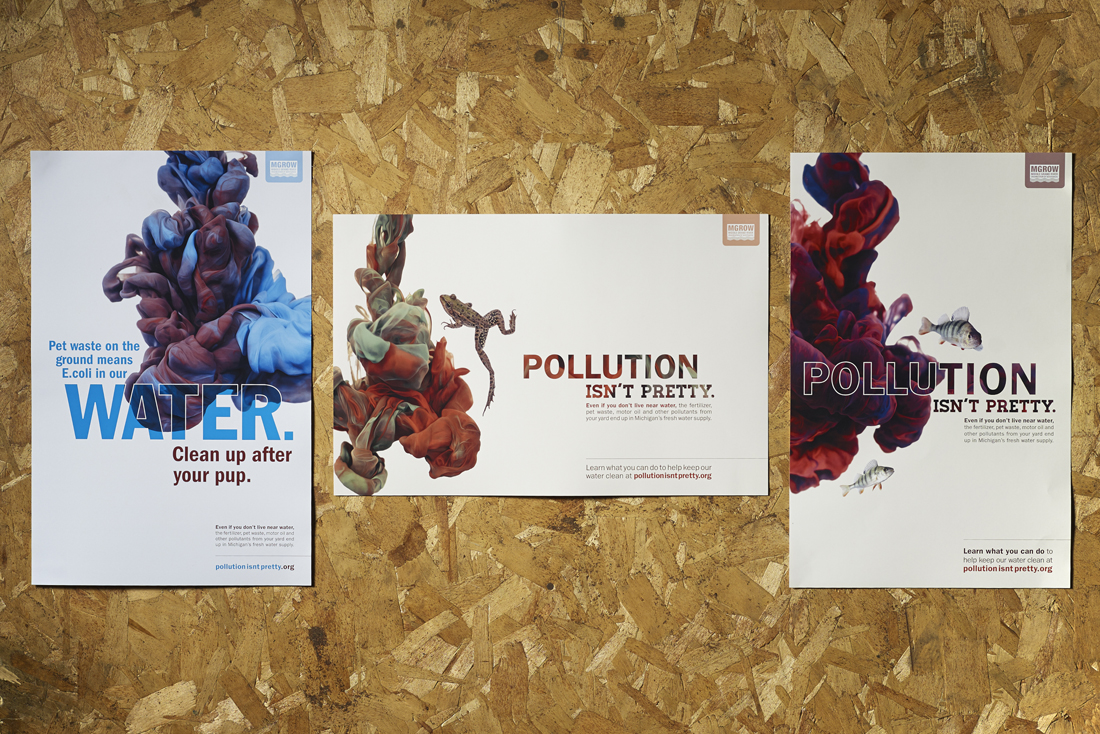 MGROW
Pet waste on the
ground means
E.coli in our
WATER.
Clean up after
your pup.
Even if you don't live near water,
the fertilizer, pet waste, motor oil and
other pollutants from your yard end
up in Michigan's fresh water supply.
pollutionisntpretty.org
MGROW
POLLUTION
ISN'T PRETTY.
Even if you don't live near water, the fertilizer,
pet waste, motor oil and other pollutants from
your yard end up in Michigan's fresh water supply.
Learn what you can do to help keep our
water clean at pollutionisntpretty.org
MGROW
POLLUTION
ISN'T PRETTY.
Even if you don't live near water,
the fertilizer, pet waste, motor oil and
other pollutants from your yard end
up in Michigan's fresh water supply.
Learn what you can do to
help keep our water clean at
pollutionisntpretty.org